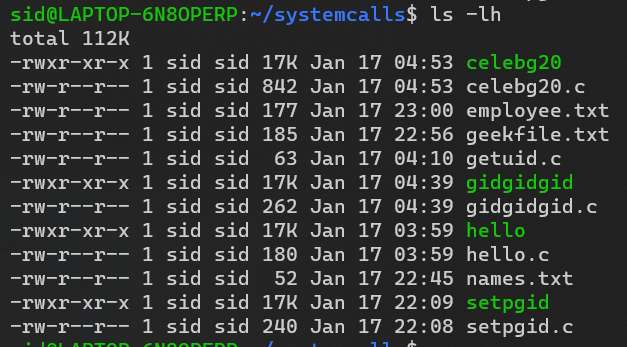 sid@LAPTOP-6N8OPERP:~/systemcalls$ ls -lh
total 112K
-rwxr-xr-x 1 sid sid 17K Jan 17 04:53 celebg20
-rw-r--r-- 1 sid sid 842 Jan 17 04:53 celebg20.c
-rw-r--r-- 1 sid sid 177 Jan 17 23:00 employee.txt
-rw-r--r-- 1 sid sid 185 Jan 17 22:56 geekfile.txt
-rw-r--r-- 1 sid sid  63 Jan 17 04:10 getuid.c
-rwxr-xr-x 1 sid sid 17K Jan 17 04:39 gidgidgid
-rw-r--r-- 1 sid sid 262 Jan 17 04:39 gidgidgid.c
-rwxr-xr-x 1 sid sid 17K Jan 17 03:59 hello
-rw-r--r-- 1 sid sid 180 Jan 17 03:59 hello.c
-rw-r--r-- 1 sid sid  52 Jan 17 22:45 names.txt
-rwxr-xr-x 1 sid sid 17K Jan 17 22:09 setpgid
-rw-r--r-- 1 sid sid 240 Jan 17 22:08 setpgid.c